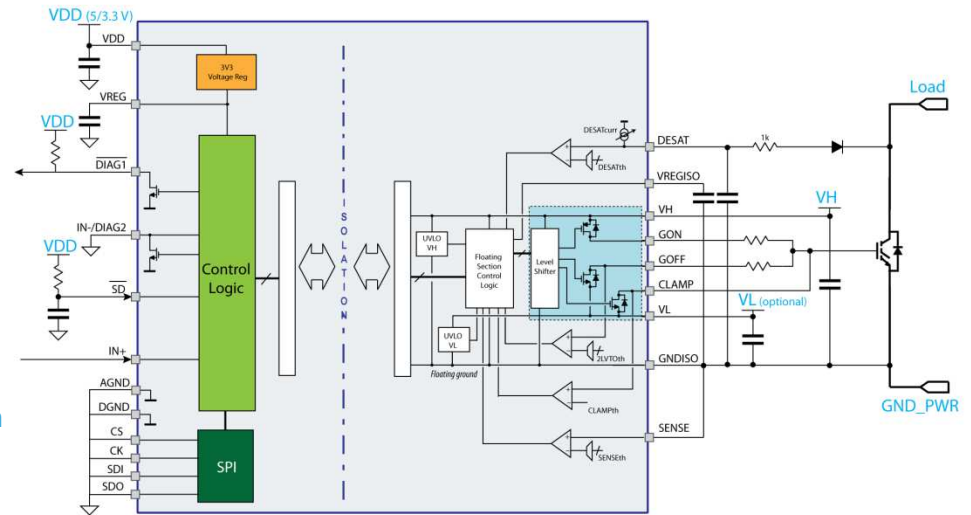 VDD (5/3.3 V)
VDD
3V3
Voltage Reg
VREG
VDD
DIAG1
IN-/DIAG2
VDD
SD
IN+
AGND
DGND
CS
CK
SDI
SDO
Control
Logic
SPI
ISOLATION
UVLO
VH
UVLO
VL
Floating ground
Floating
Section
Control
Logic
Level
Shifter
DESATcurr
DESATth
2LVTOth
CLAMPth
SENSEth
DESAT
VREGISO
VH
GON
GOFF
CLAMP
VL
GNDISO
SENSE
1k
VH
VL (optional)
Load
GND_PWR